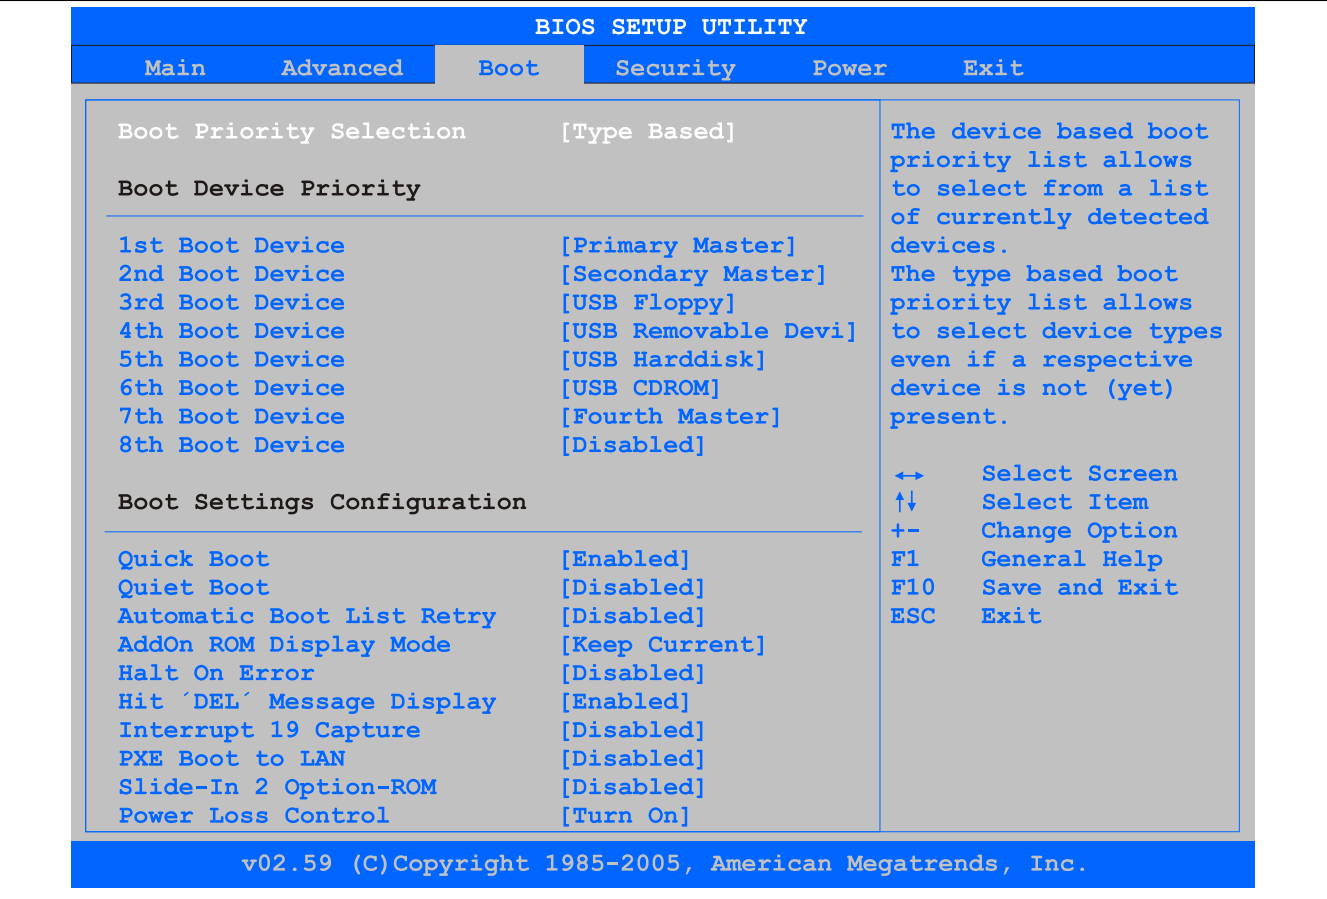 BIOS SETUP UTILITY
Main Advanced Boot Security Power Exit
Boot Priority Selection [Type Based]
Boot Device Priority
1st Boot Device [Primary Master]
2nd Boot Device [Secondary Master]
3rd Boot Device [USB Floppy]
4th Boot Device [USB Removable Devi]
5th Boot Device [USB Harddisk]
6th Boot Device [USB CDROM]
7th Boot Device [Fourth Master]
8th Boot Device [Disabled]
Boot Settings Configuration
Quick Boot [Enabled]
Quiet Boot [Disabled]
Automatic Boot List Retry [Disabled]
AddOn ROM Display Mode [Keep Current]
Halt On Error [Disabled]
Hit ´DEL´ Message Display [Enabled]
Interrupt 19 Capture [Disabled]
PXE Boot to LAN [Disabled]
Slide-In 2 Option-ROM [Disabled]
Power Loss Control [Turn On]
The device based boot
priority list allows
to select from a list
of currently detected
devices.
The type based boot
priority list allows
to select device types
even if a respective
device is not (yet)
present.
↔ Select Screen
↑↓ Select Item
+- Change Option
F1 General Help
F10 Save and Exit
ESC Exit
v02.59 (C)Copyright 1985-2005, American Megatrends, Inc.